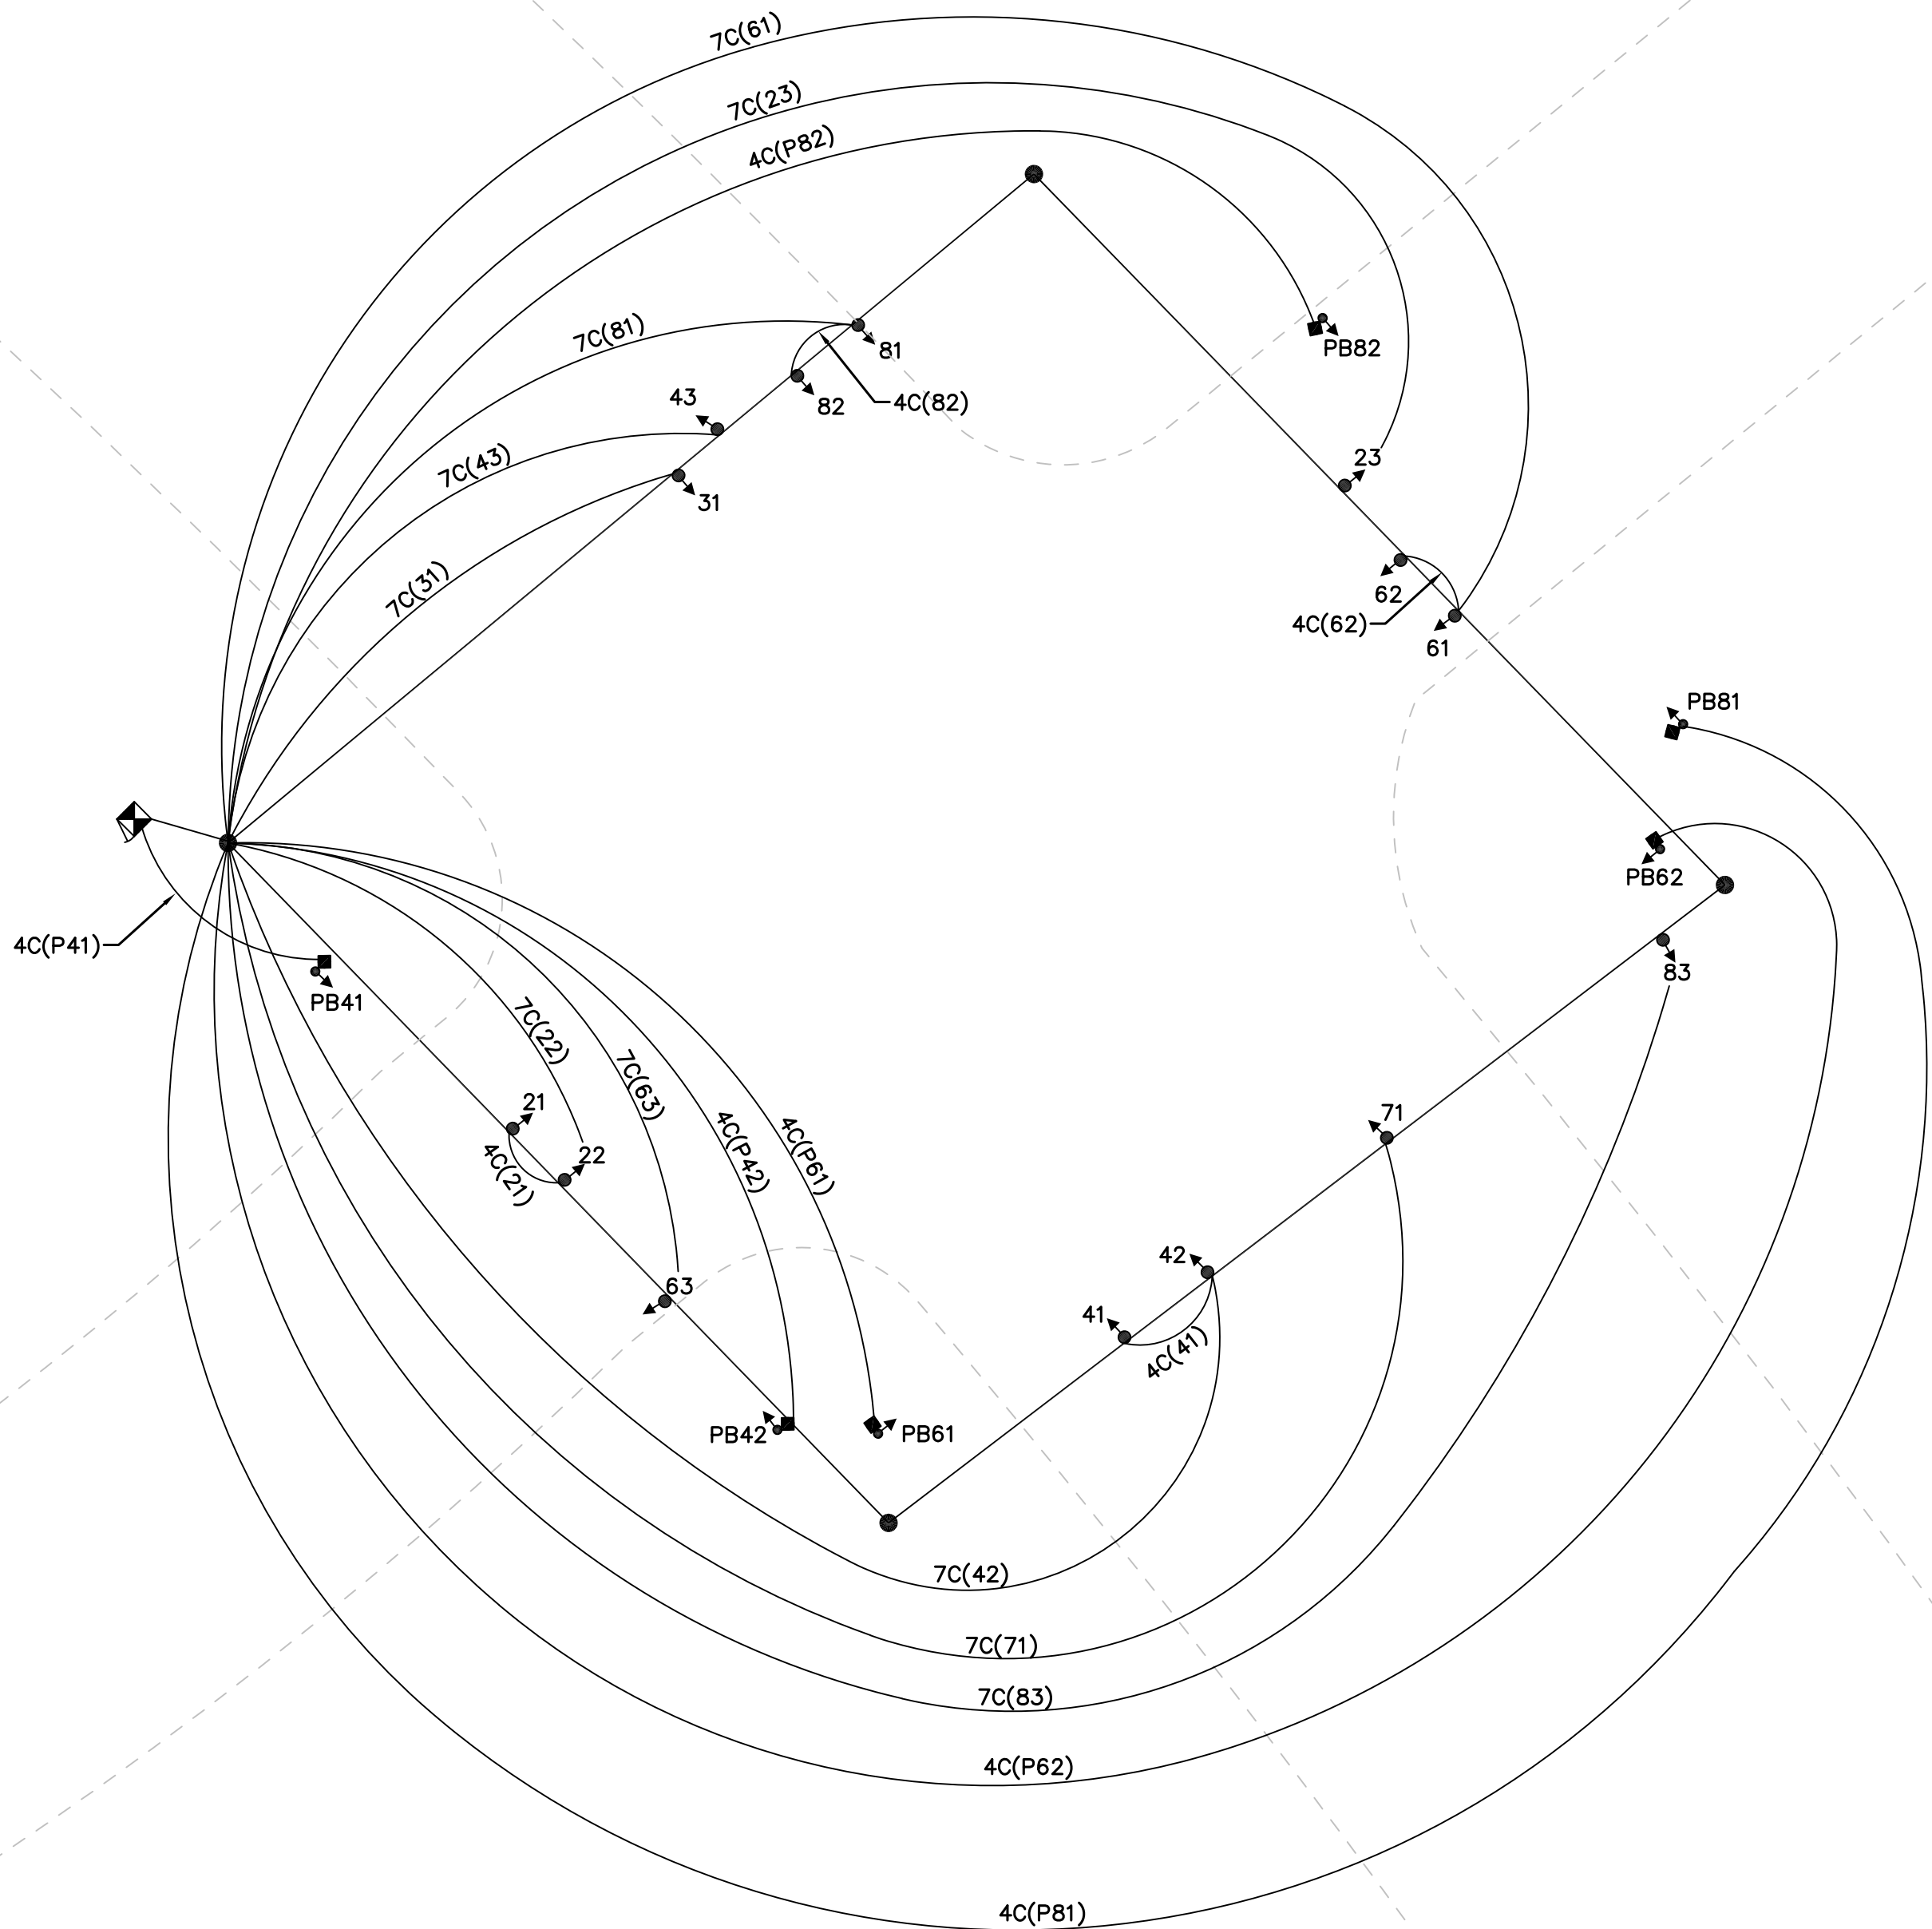 7C(61)
7C(23)
4C(P82)
7C(81)
81
PB82
43
82
4C(82)
7C(43)
23
31
7C(31)
62
4C(62)
61
PB81
PB62
4C(P41)
83
PB41
7C(22)
7C(63)
21
71
4C(P42)
4C(P61)
4C(21)
22
42
63
41
4C(41)
PB42
PB61
7C(42)
7C(71)
7C(83)
4C(P62)
4C(P81)